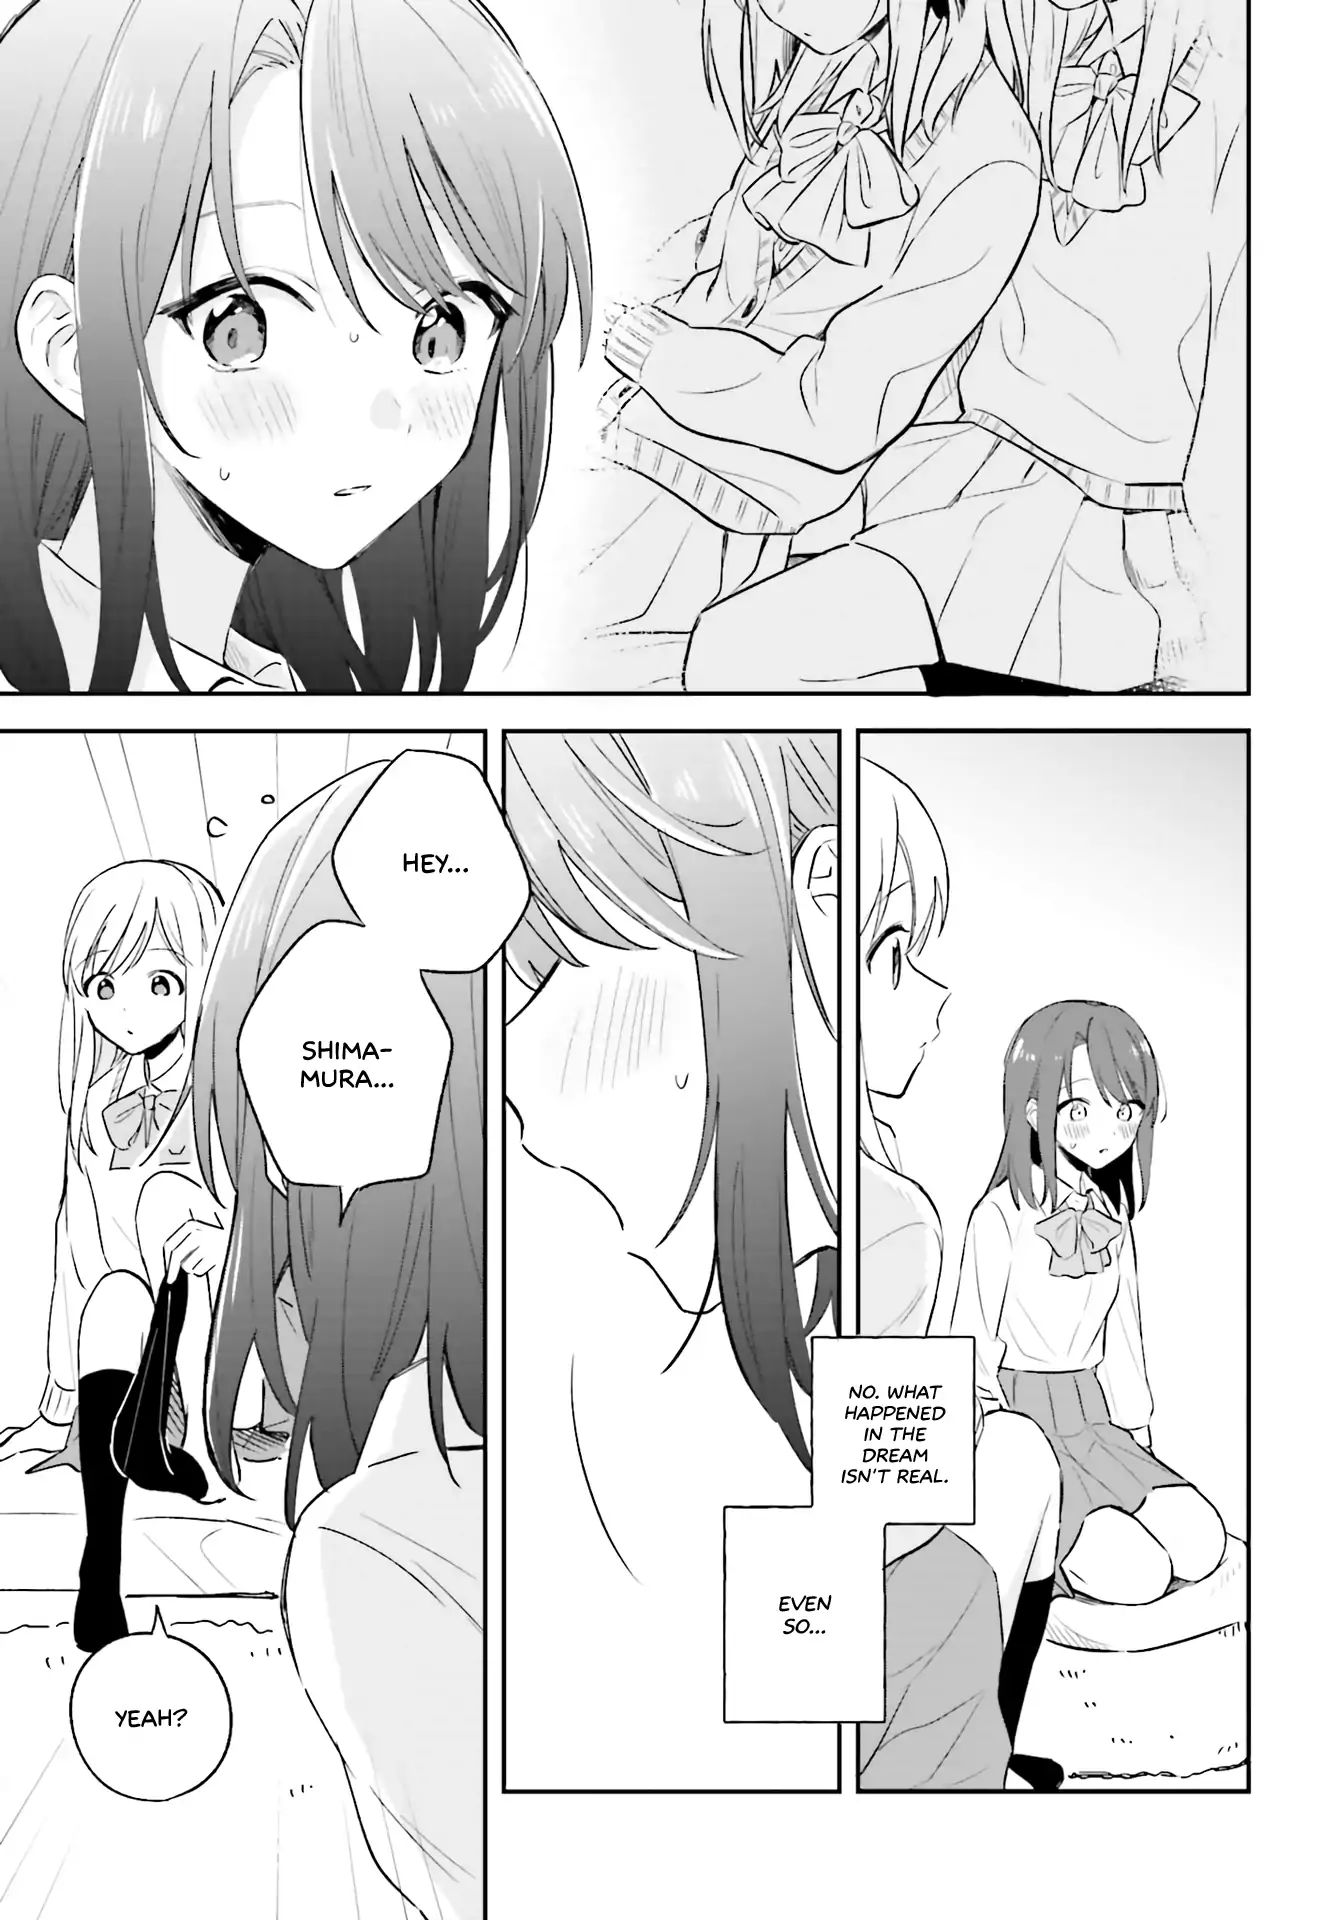 NO. WHAT
HAPPENED
IN THE
DREAM
ISN'T REAL.
EVEN
SO...
HEY...
SHIMA-
MURA...
YEAH?